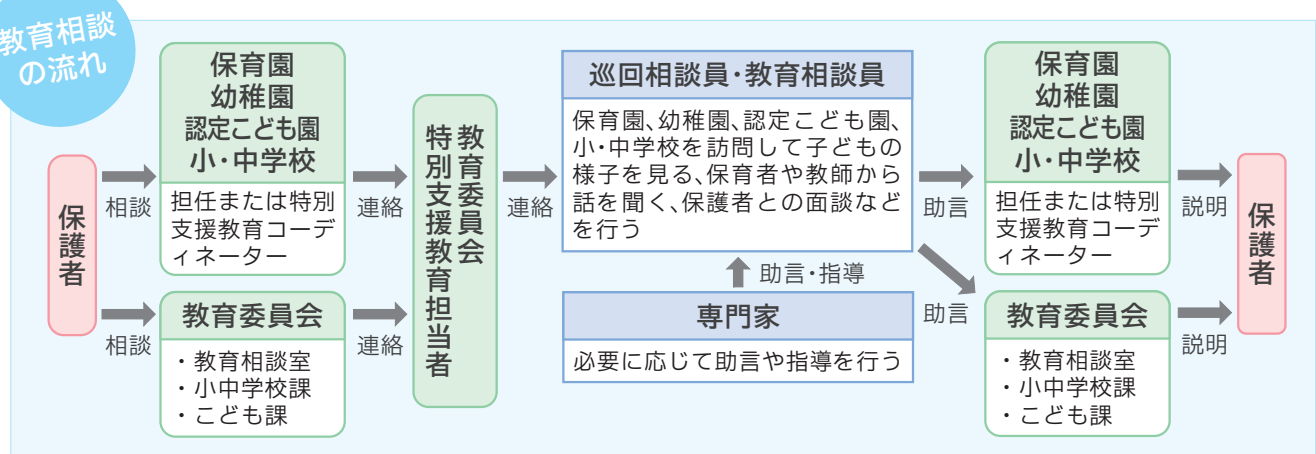 教育相談
の流れ
保護者
相談
相談
保育園
幼稚園
認定こども園
小・中学校
担任または特別
支援教育コーデ
ィネーター
教育委員会
・教育相談室
・小中学校課
・こども課
連絡
連絡
教育委員会
特別支援教育担当者
連絡
巡回相談員・教育相談員
保育園、幼稚園、認定こども園、
小・中学校を訪問して子どもの
様子を見る、保育者や教師から
話を聞く、保護者との面談など
を行う
助言・指導
専門家
必要に応じて助言や指導を行う
助言
助言
保育園
幼稚園
認定こども園
小・中学校
担任または特別
支援教育コーデ
ィネーター
教育委員会
・教育相談室
・小中学校課
・こども課
説明
説明
保護者